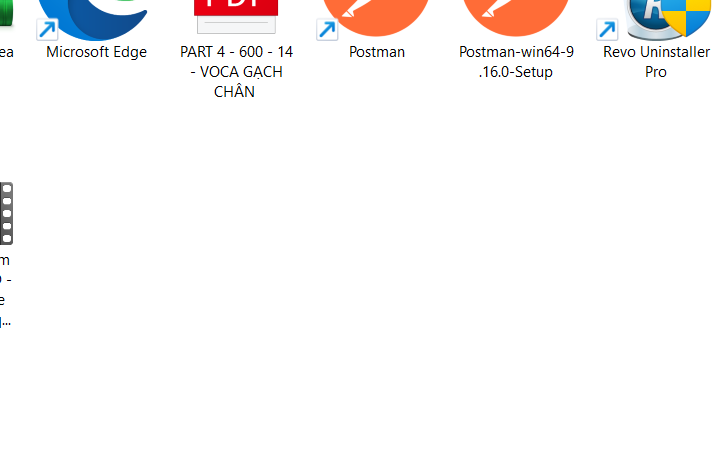 PDF
ea
Microsoft Edge
PART 4 - 600 - 14
- VOCA GẠCH
CHÂN
Postman
Postman-win64-9
.16.0-Setup
Revo Uninstaller
Pro
m
-
e
...